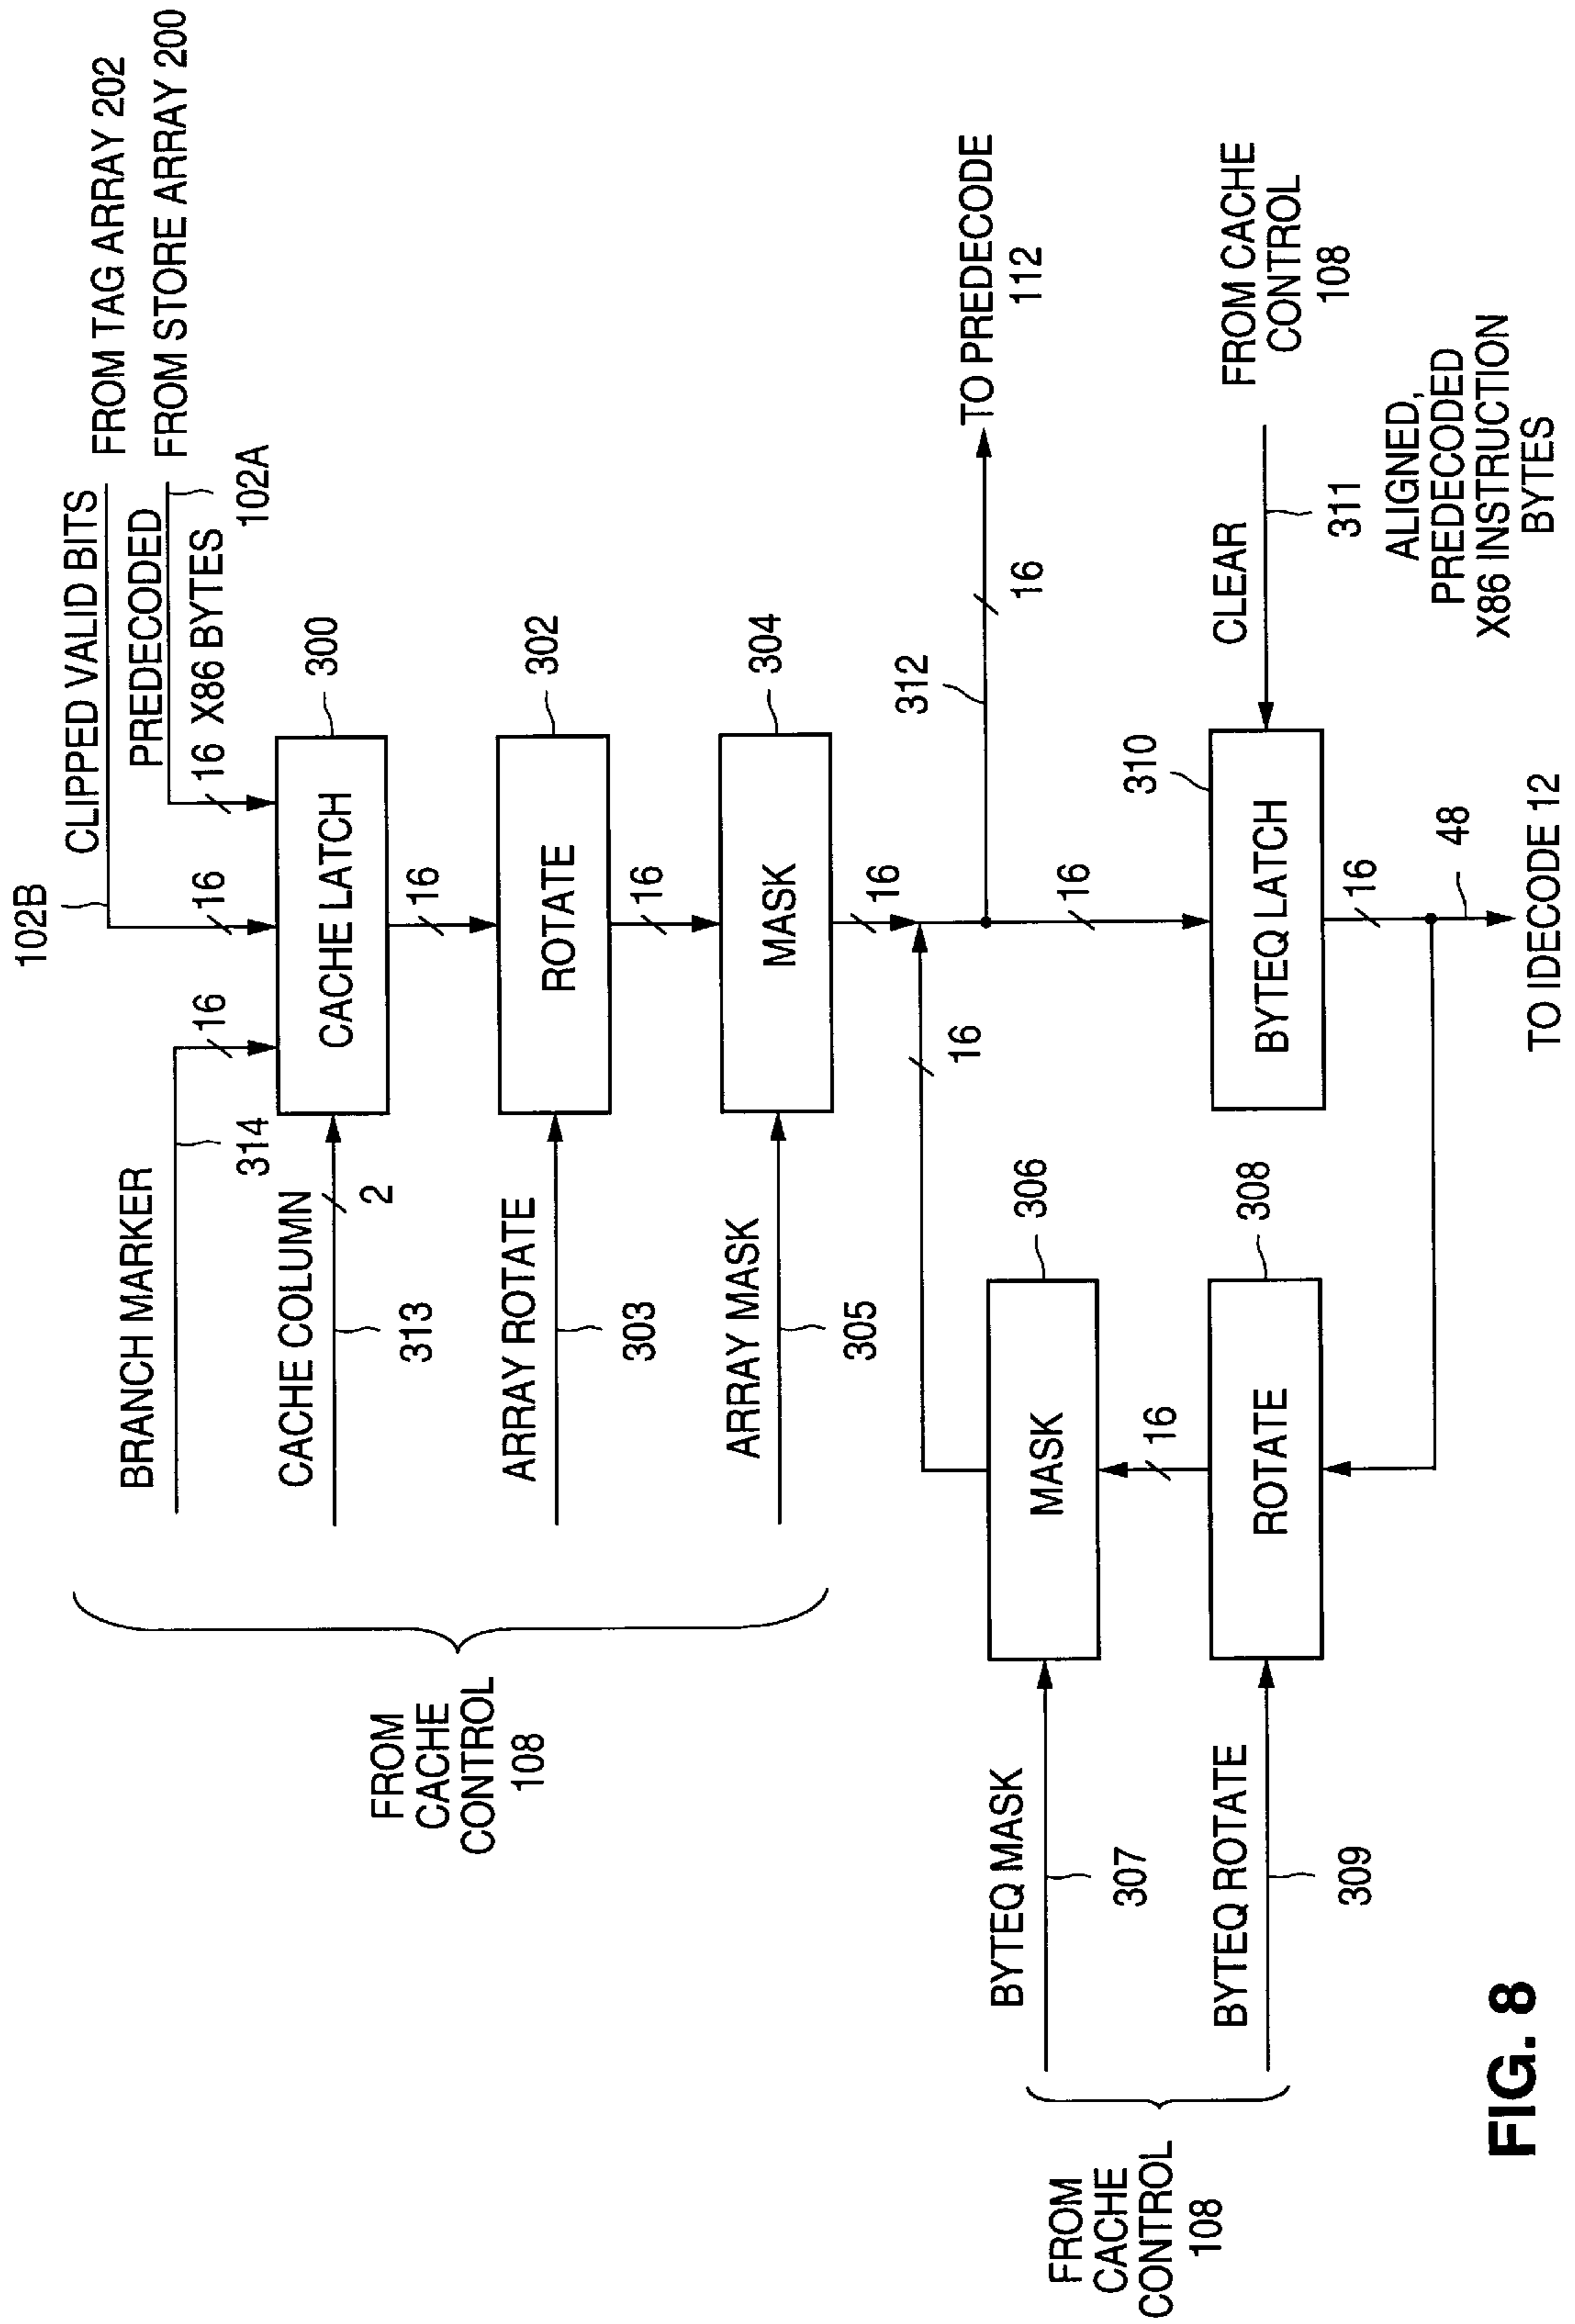 FROM TAG ARRAY 202
FROM STORE ARRAY 200
102B
CLIPPED VALID BITS
PREDECODED
102A
BRANCH MARKER
314
16
16
16 X86 BYTES
CACHE COLUMN
2
313
CACHE LATCH
300
16
ARRAY ROTATE
303
ROTATE
302
16
ARRAY MASK
305
MASK
304
FROM
CACHE
CONTROL
108
16
16
312
16
TO PREDECODE
112
BYTEQ MASK
307
MASK
306
16
16
BYTEQ ROTATE
309
ROTATE
308
FROM
CACHE
CONTROL
108
BYTEQ LATCH
310
CLEAR
311
FROM CACHE
CONTROL
108
16
48
ALIGNED,
PREDECODED
X86 INSTRUCTION
BYTES
TO IDECODE 12
FIG. 8